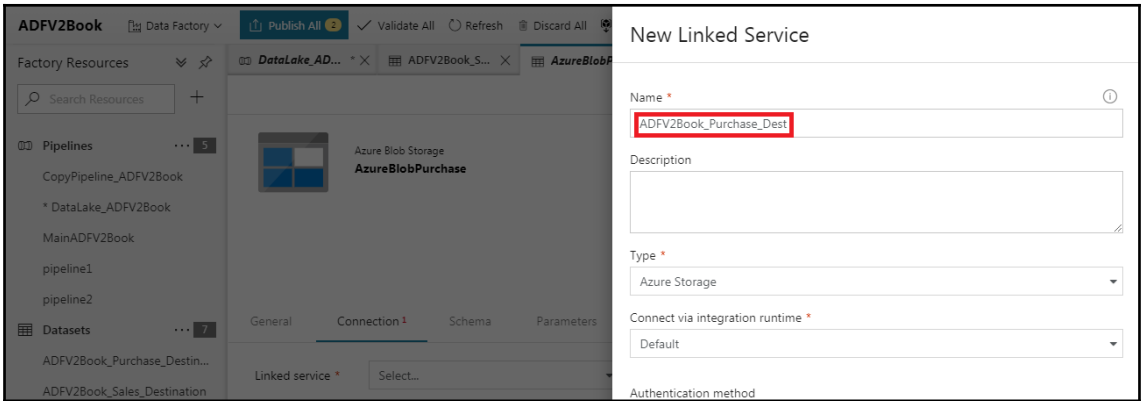 ADFV2Book Data Factory Publish All 2 Validate All Refresh Discard All
Factory Resources
DataLake_AD... * ADFV2Book_S... AzureBlobP
Search Resources
Pipelines 5
CopyPipeline_ADFV2Book
* DataLake_ADFV2Book
MainADFV2Book
pipeline1
pipeline2
Datasets 7
ADFV2Book_Purchase_Destin...
ADFV2Book_Sales_Destination
Azure Blob Storage
AzureBlobPurchase
General Connection 1 Schema Parameters
Linked service * Select...
New Linked Service
Name *
ADFV2Book_Purchase_Dest
Description
Type *
Azure Storage
Connect via integration runtime *
Default
Authentication method